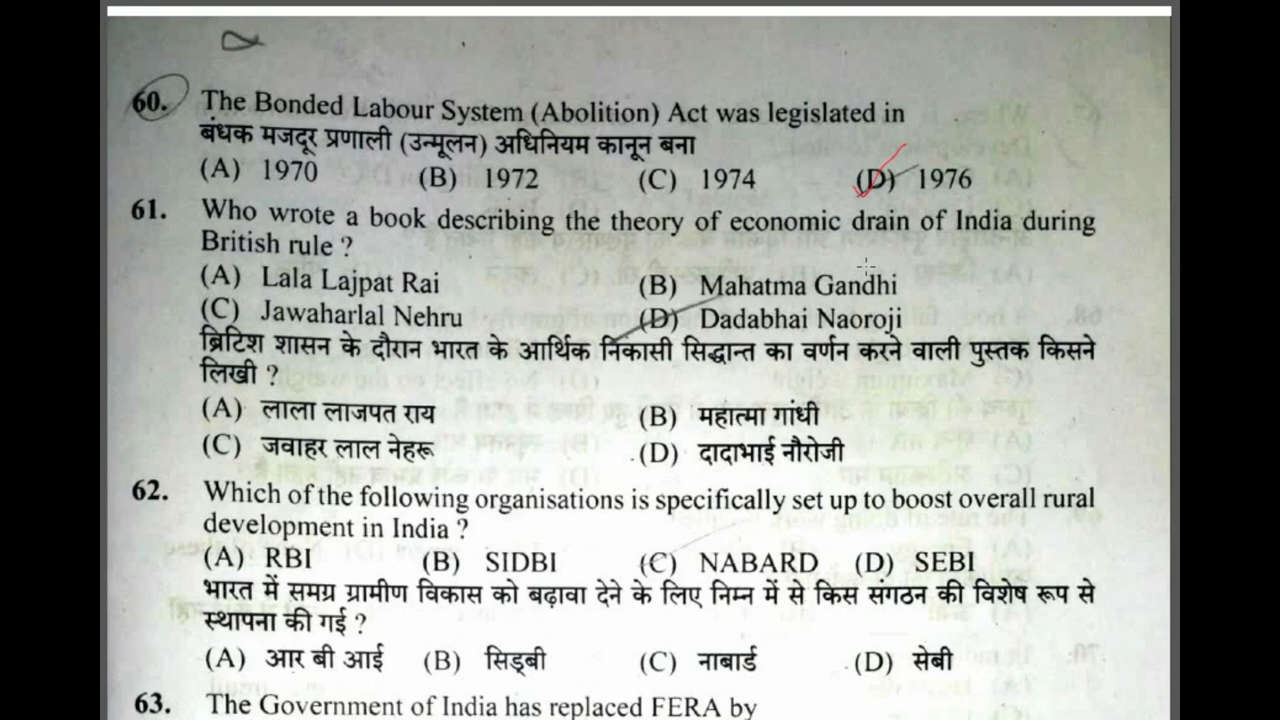 60. The Bonded Labour System (Abolition) Act was legislated in
बंधक मजदूर प्रणाली (उन्मूलन) अधिनियम कानून बना
(A) 1970 (B) 1972 (C) 1974 (D) 1976
61. Who wrote a book describing the theory of economic drain of India during
British rule ?
(A) Lala Lajpat Rai (B) Mahatma Gandhi
(C) Jawaharlal Nehru (D) Dadabhai Naoroji
ब्रिटिश शासन के दौरान भारत के आर्थिक निकासी सिद्धान्त का वर्णन करने वाली पुस्तक किसने
लिखी ?
(A) लाला लाजपत राय (B) महात्मा गांधी
(C) जवाहर लाल नेहरू (D) दादाभाई नौरोजी
62. Which of the following organisations is specifically set up to boost overall rural
development in India ?
(A) RBI (B) SIDBI (C) NABARD (D) SEBI
भारत में समग्र ग्रामीण विकास को बढ़ावा देने के लिए निम्न में से किस संगठन की विशेष रूप से
स्थापना की गई ?
(A) आर बी आई (B) सिड्बी (C) नाबार्ड (D) सेबी
63. The Government of India has replaced FERA by